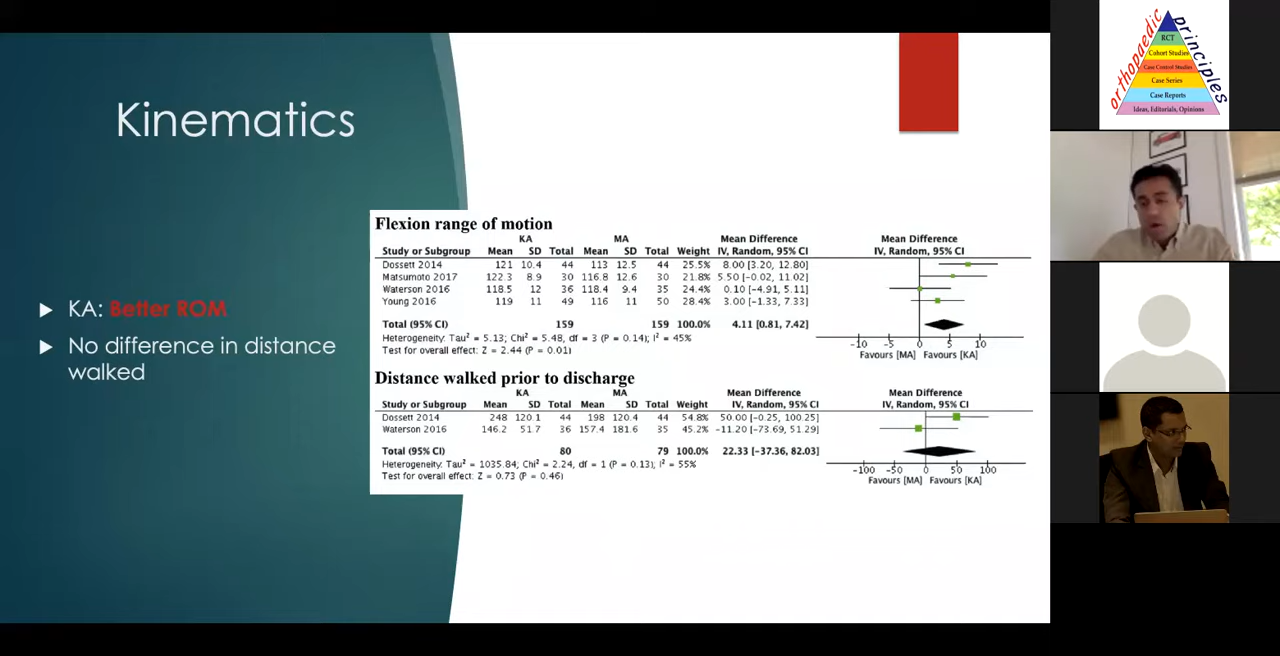 Kinematics
KA: Better ROM
No difference in distance
walked
Flexion range of motion
KA MA Mean Difference Mean Difference
Study or Subgroup Mean SD Total Mean SD Total Weight IV, Random, 95% CI IV, Random, 95% CI
Dossett 2014 121 10.4 44 113 12.5 44 25.5% 8.00 [3.20, 12.80]
Matsumoto 2017 122.3 8.9 30 116.8 12.6 30 21.8% 5.50 [-0.02, 11.02]
Waterson 2016 118.5 12 36 118.4 9.4 35 24.4% 0.10 [-4.91, 5.11]
Young 2016 119 11 49 116 11 50 28.4% 3.00 [-1.33, 7.33]
Total (95% CI) 159 159 100.0% 4.11 [0.81, 7.42]
Heterogeneity: Tau² = 5.13; Chi² = 5.48, df = 3 (P = 0.14); I² = 45%
Test for overall effect: Z = 2.44 (P = 0.01)
-10 -5 0 5 10
Favours [MA] Favours [KA]
Distance walked prior to discharge
KA MA Mean Difference Mean Difference
Study or Subgroup Mean SD Total Mean SD Total Weight IV, Random, 95% CI IV, Random, 95% CI
Dossett 2014 248 120.1 44 198 120.4 44 54.8% 50.00 [-0.25, 100.25]
Waterson 2016 146.2 51.7 36 157.4 181.6 35 45.2% -11.20 [-73.69, 51.29]
Total (95% CI) 80 79 100.0% 22.33 [-37.36, 82.03]
Heterogeneity: Tau² = 1035.84; Chi² = 2.24, df = 1 (P = 0.13); I² = 55%
Test for overall effect: Z = 0.73 (P = 0.46)
-100 -50 0 50 100
Favours [MA] Favours [KA]
orthopaedic
principles
RCT
Cohort Studies
Case Control Studies
Case Series
Case Reports
Ideas, Editorials, Opinions